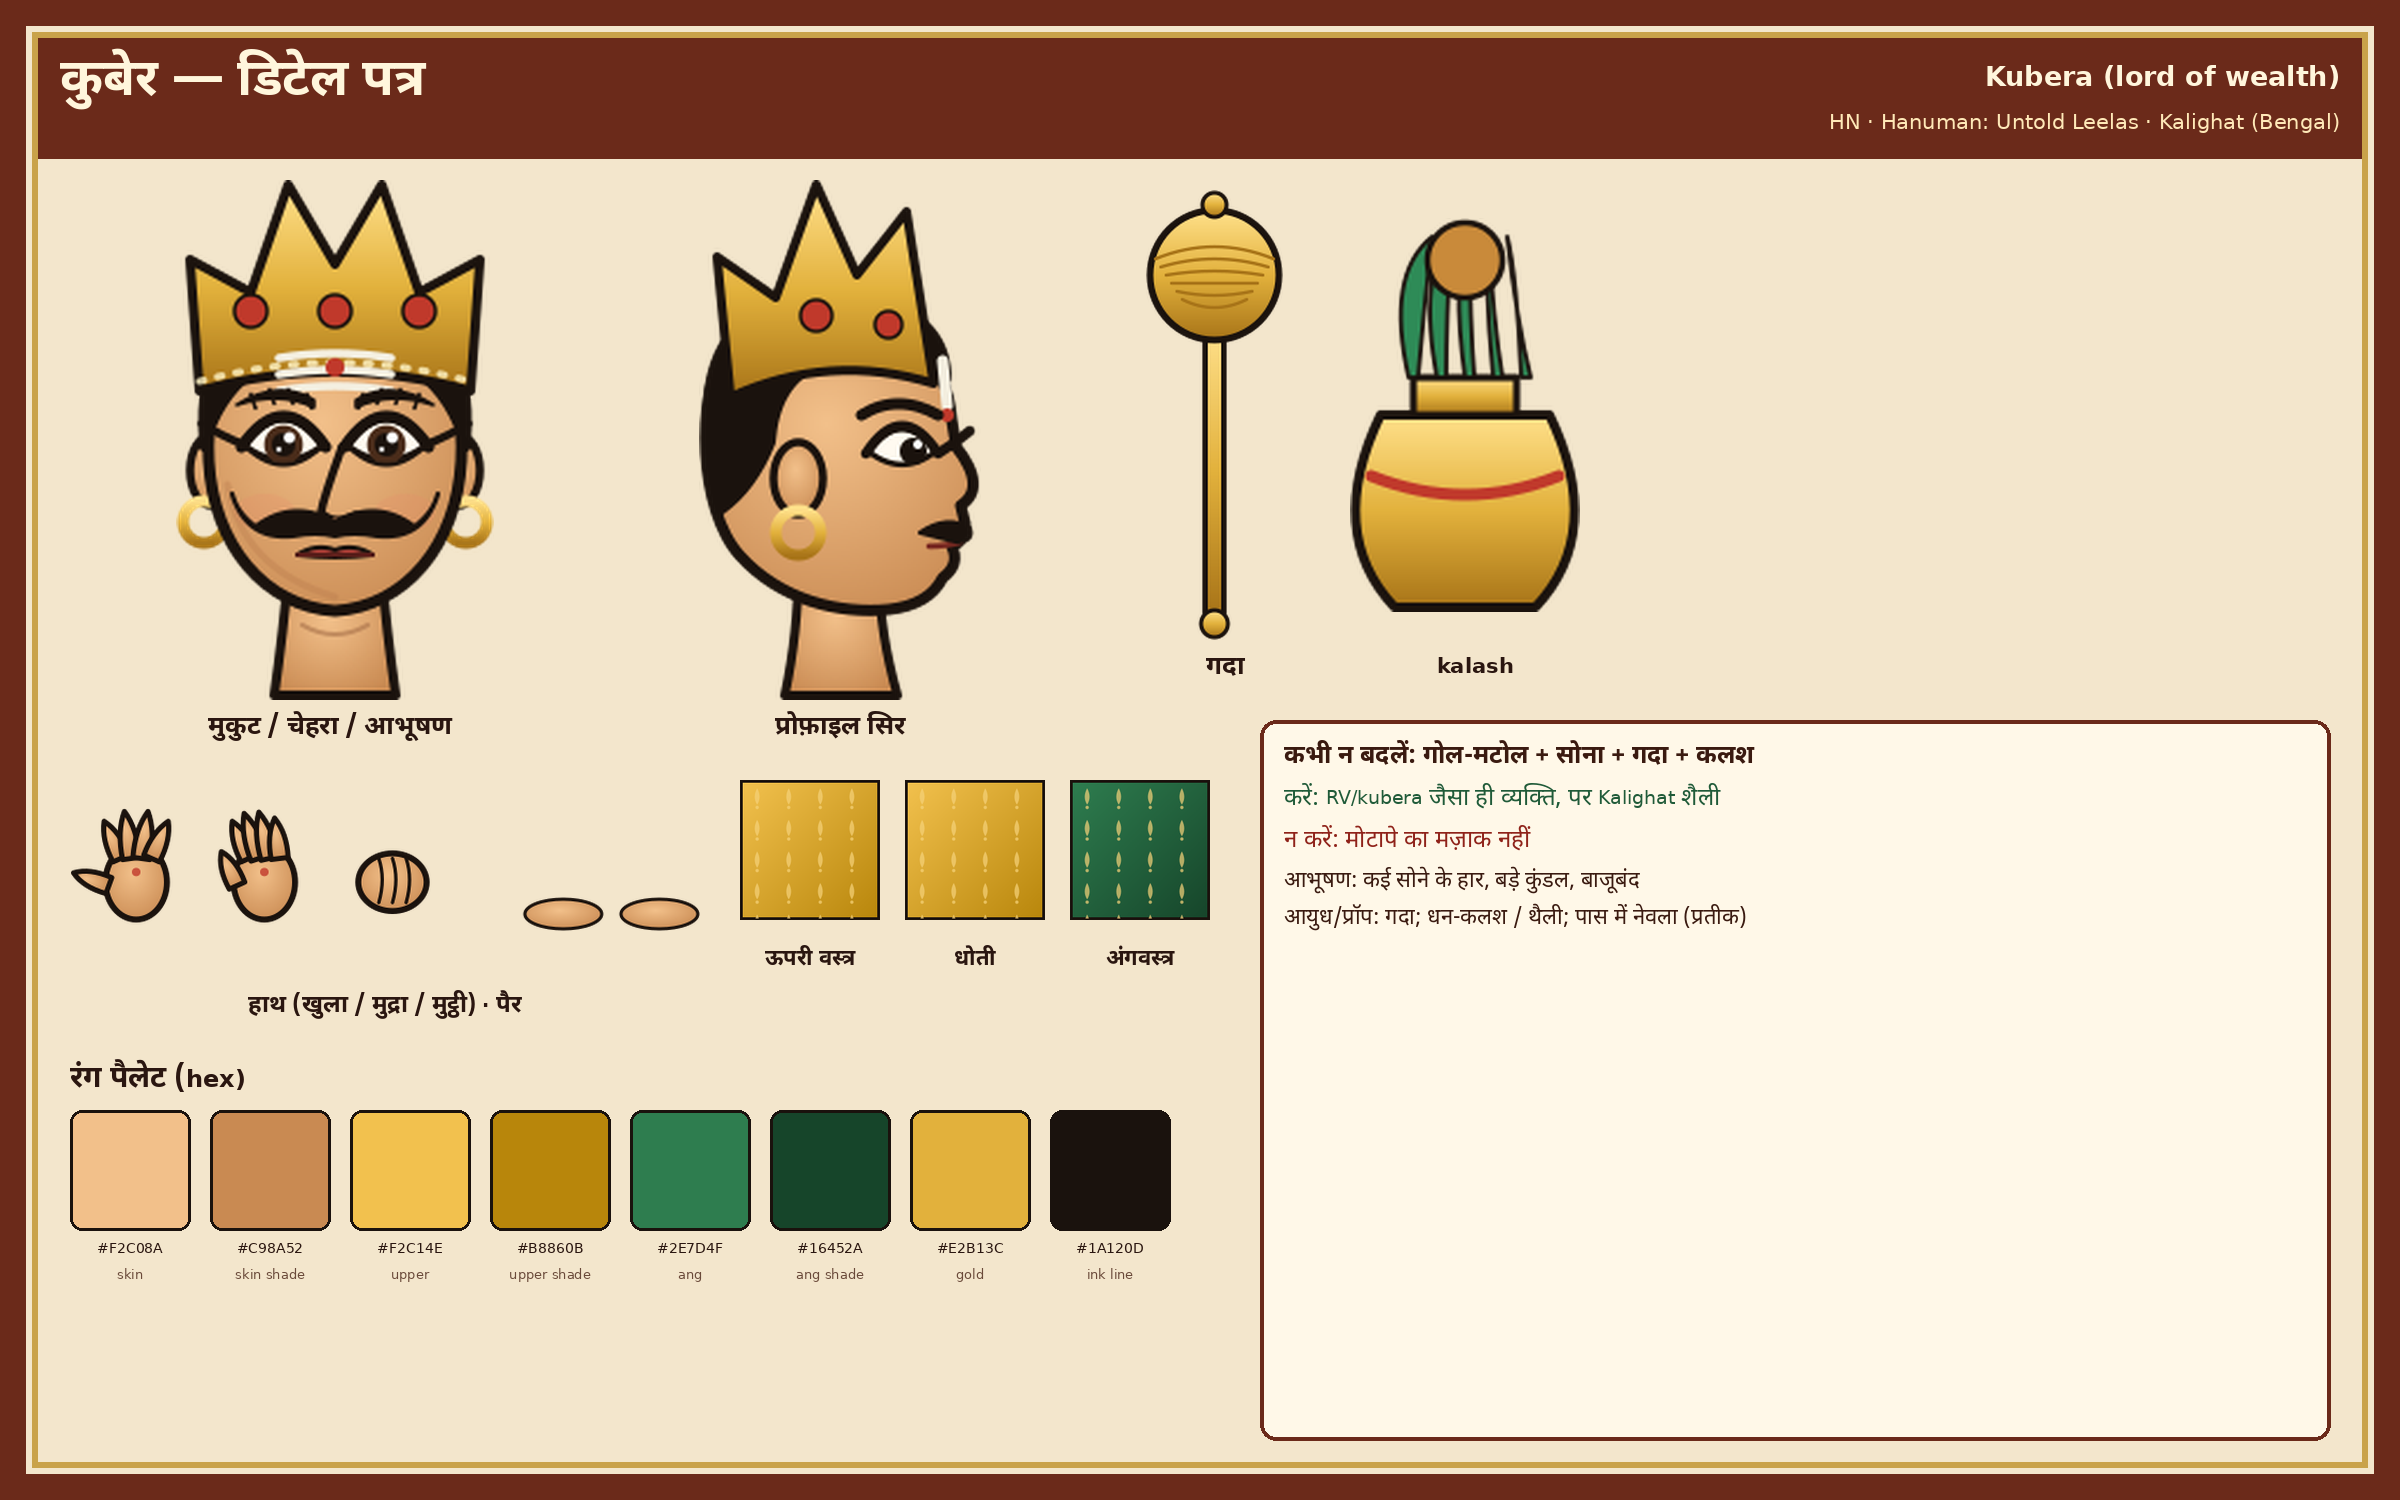 कुबेर — डिटेल पत्र
Kubera (lord of wealth)
HN · Hanuman: Untold Leelas · Kalighat (Bengal)
गदा
kalash
मुकुट / चेहरा / आभूषण
प्रोफ़ाइल सिर
कभी न बदलें: गोल-मटोल + सोना + गदा + कलश
करें: RV/kubera जैसा ही व्यक्ति, पर Kalighat शैली
न करें: मोटापे का मज़ाक नहीं
आभूषण: कई सोने के हार, बड़े कुंडल, बाजूबंद
आयुध/प्रॉप: गदा; धन-कलश / थैली; पास में नेवला (प्रतीक)
ऊपरी वस्त्र
धोती
अंगवस्त्र
हाथ (खुला / मुद्रा / मुट्ठी) · पैर
रंग पैलेट (hex)
#F2C08A
#C98A52
#F2C14E
#B8860B
#2E7D4F
#16452A
#E2B13C
#1A120D
skin
skin shade
upper
upper shade
ang
ang shade
gold
ink line